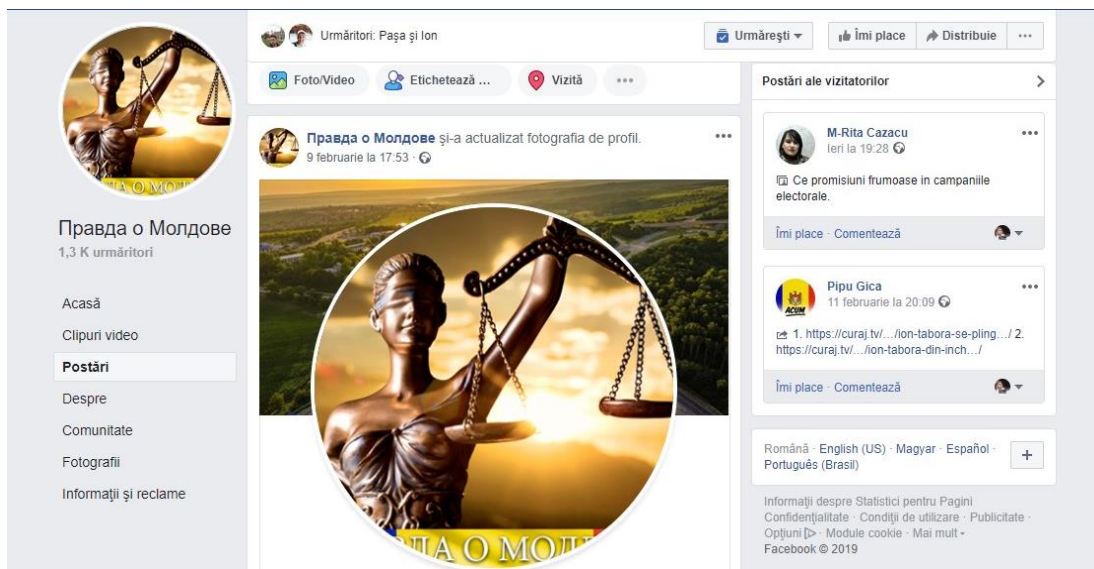 А О МО
Правда о Молдове
1,3 K urmăritori
Acasă
Clipuri video
Postări
Despre
Comunitate
Fotografii
Informații și reclame
Urmăritori: Pașa și Ion
Urmărești
Îmi place
Distribuie
Foto/Video
Etichetează ...
Vizită
Правда о Молдове și-a actualizat fotografia de profil.
9 februarie la 17:53 ·
ДА О МОЛ
Postări ale vizitatorilor
M-Rita Cazacu
Ieri la 19:28
Ce promisiuni frumoase in campaniile
electorale.
Îmi place · Comentează
Pipu Gica
11 februarie la 20:09
ACUM
1. https://curaj.tv/…/ion-tabora-se-pling…/ 2.
https://curaj.tv/…/ion-tabora-din-inch…/
Îmi place · Comentează
Română · English (US) · Magyar · Español ·
Português (Brasil)
Informații despre Statistici pentru Pagini
Confidențialitate · Condiții de utilizare · Publicitate ·
Opțiuni · Module cookie · Mai mult
Facebook © 2019